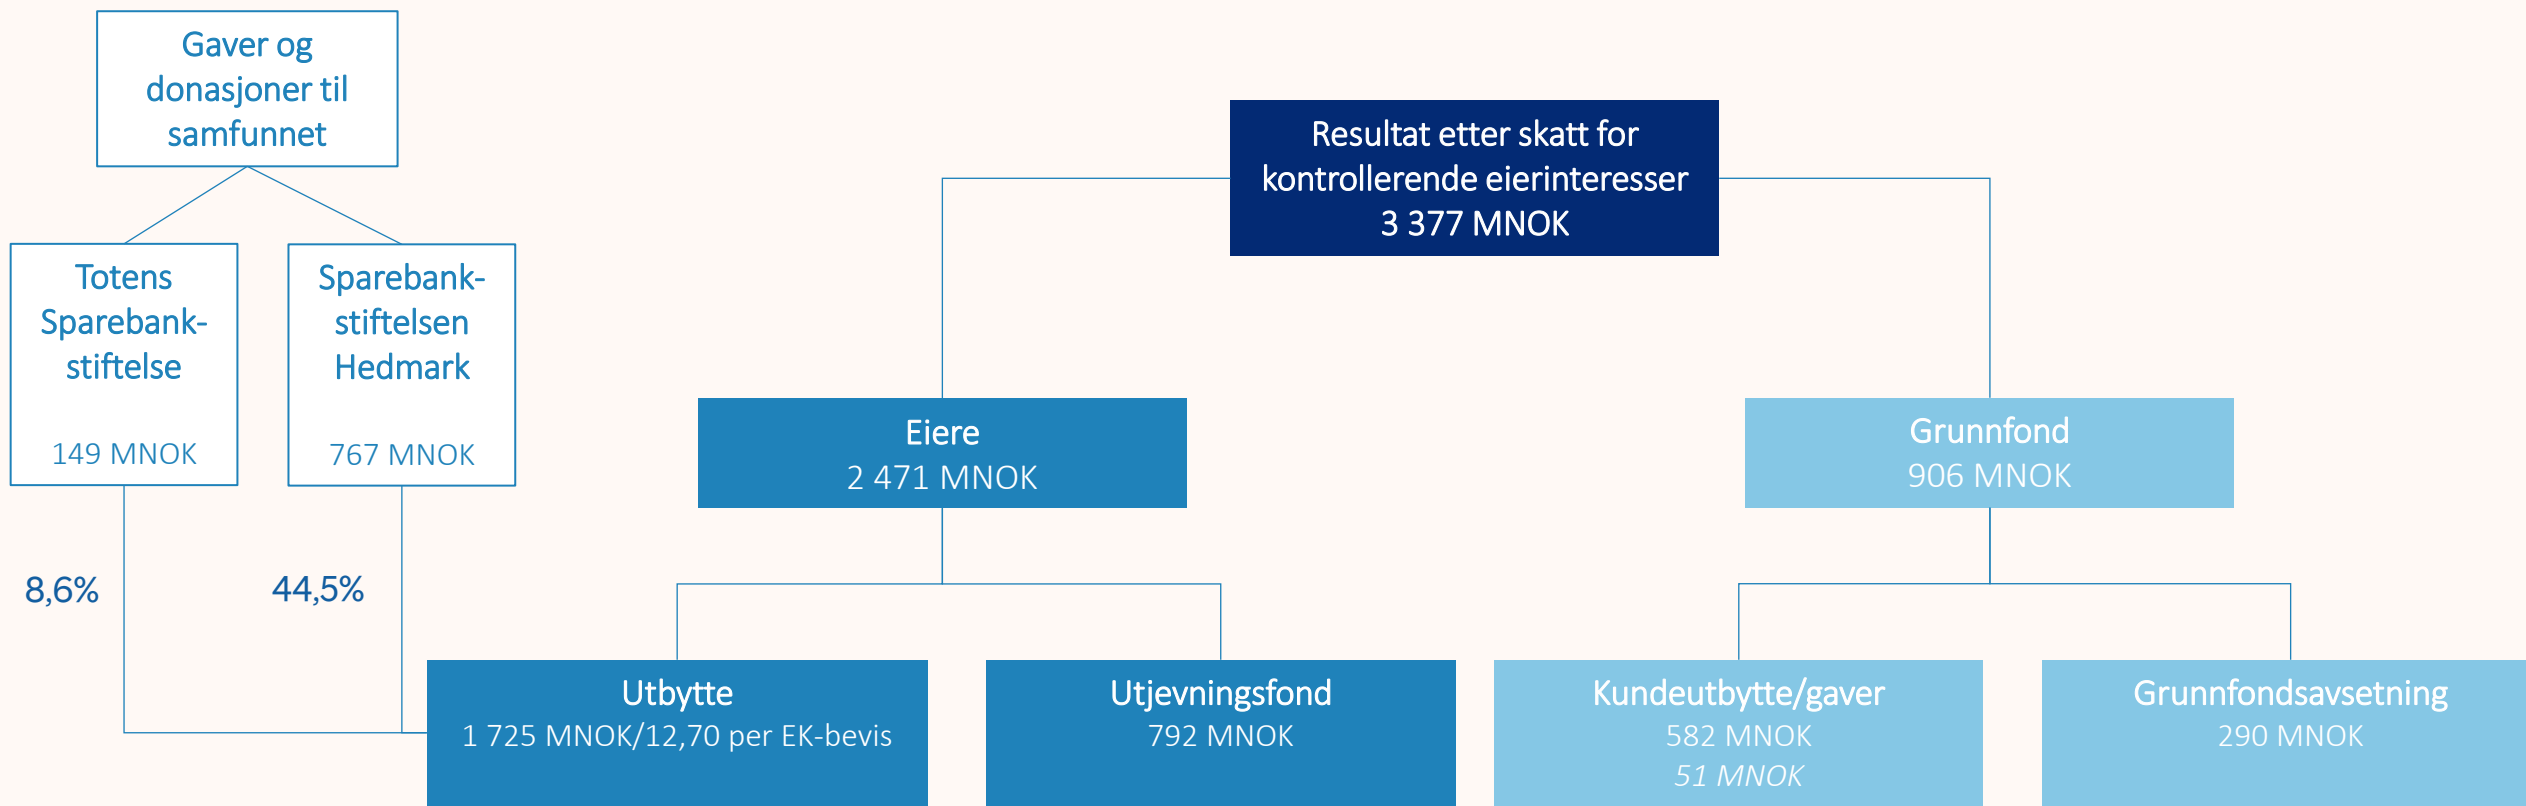 Gaver og
donasjoner til
samfunnet
Resultat etter skatt for
kontrollerende eierinteresser
3 377 MNOK
Totens
Sparebank-
stiftelse
149 MNOK
Sparebank-
stiftelsen
Hedmark
767 MNOK
Eiere
2 471 MNOK
Grunnfond
906 MNOK
8,6%
44,5%
Utbytte
1 725 MNOK/12,70 per EK-bevis
Utjevningsfond
792 MNOK
Kundeutbytte/gaver
582 MNOK
51 MNOK
Grunnfondsavsetning
290 MNOK